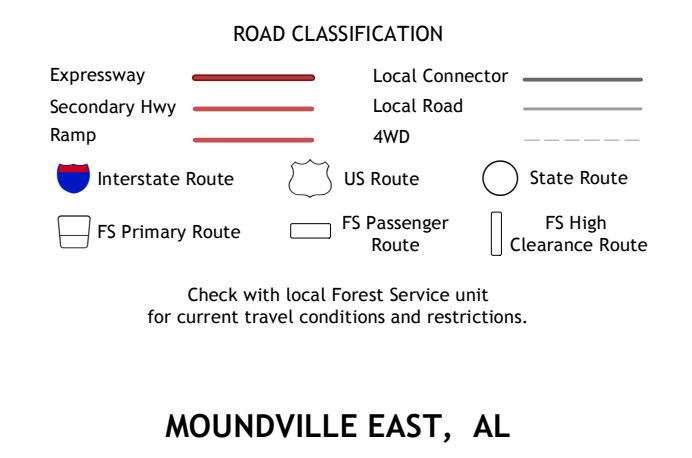 ROAD CLASSIFICATION
Expressway
Local Connector
Secondary Hwy
Local Road
Ramp
4WD
Interstate Route
US Route
State Route
FS Primary Route
FS Passenger
Route
FS High
Clearance Route
Check with local Forest Service unit
for current travel conditions and restrictions.
MOUNDVILLE EAST, AL